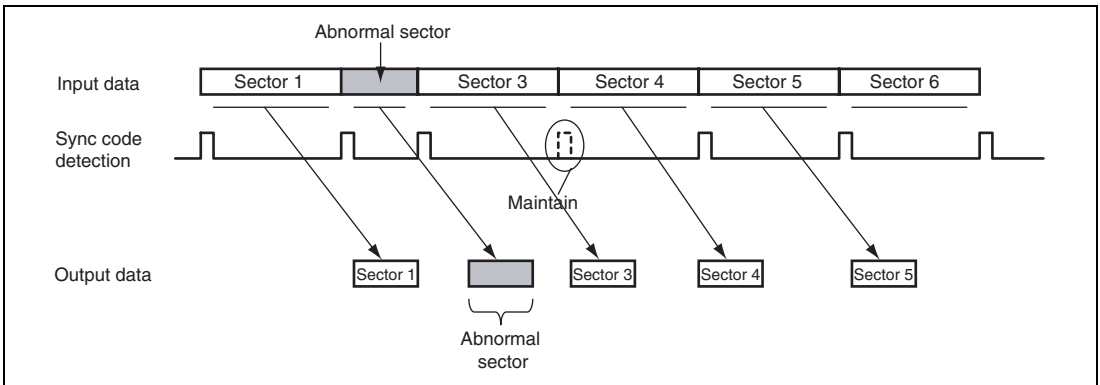 Abnormal sector
Input data
Sector 1
Sector 3
Sector 4
Sector 5
Sector 6
Sync code
detection
Maintain
Output data
Sector 1
Sector 3
Sector 4
Sector 5
Abnormal
sector